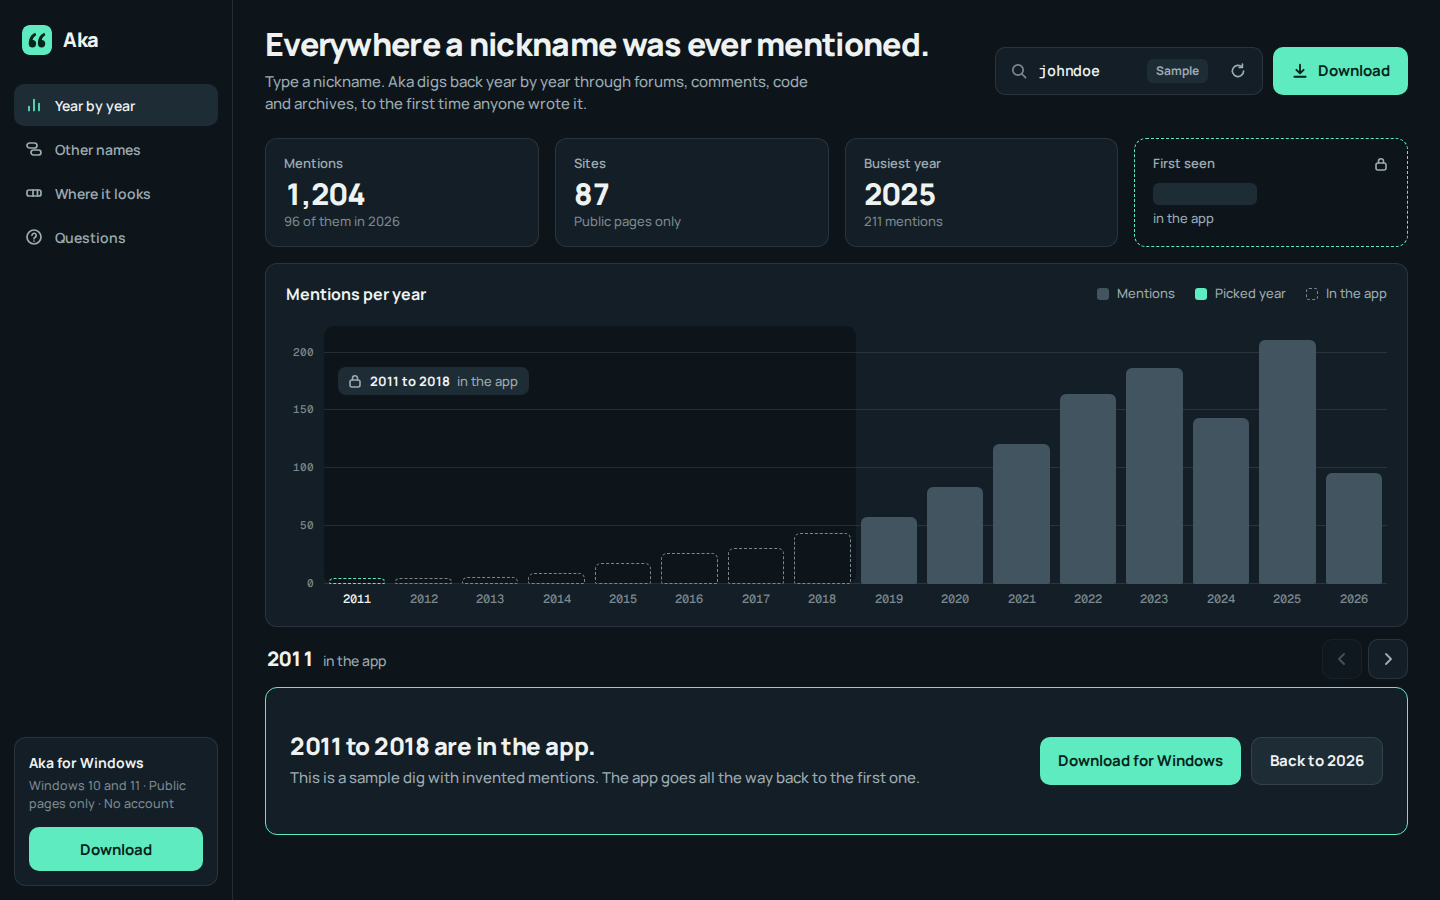 Aka
Year by year
Other names
Where it looks
Questions
Aka for Windows
Windows 10 and 11 · Public
pages only · No account
Download
Everywhere a nickname was ever mentioned.
Type a nickname. Aka digs back year by year through forums, comments, code
and archives, to the first time anyone wrote it.
johndoe
Sample
Download
Mentions
1,204
96 of them in 2026
Sites
87
Public pages only
Busiest year
2025
211 mentions
First seen
in the app
Mentions per year
Mentions
Picked year
In the app
200
150
100
50
0
2011 to 2018 in the app
2011 2012 2013 2014 2015 2016 2017 2018 2019 2020 2021 2022 2023 2024 2025 2026
2011 in the app
2011 to 2018 are in the app.
This is a sample dig with invented mentions. The app goes all the way back to the first one.
Download for Windows
Back to 2026